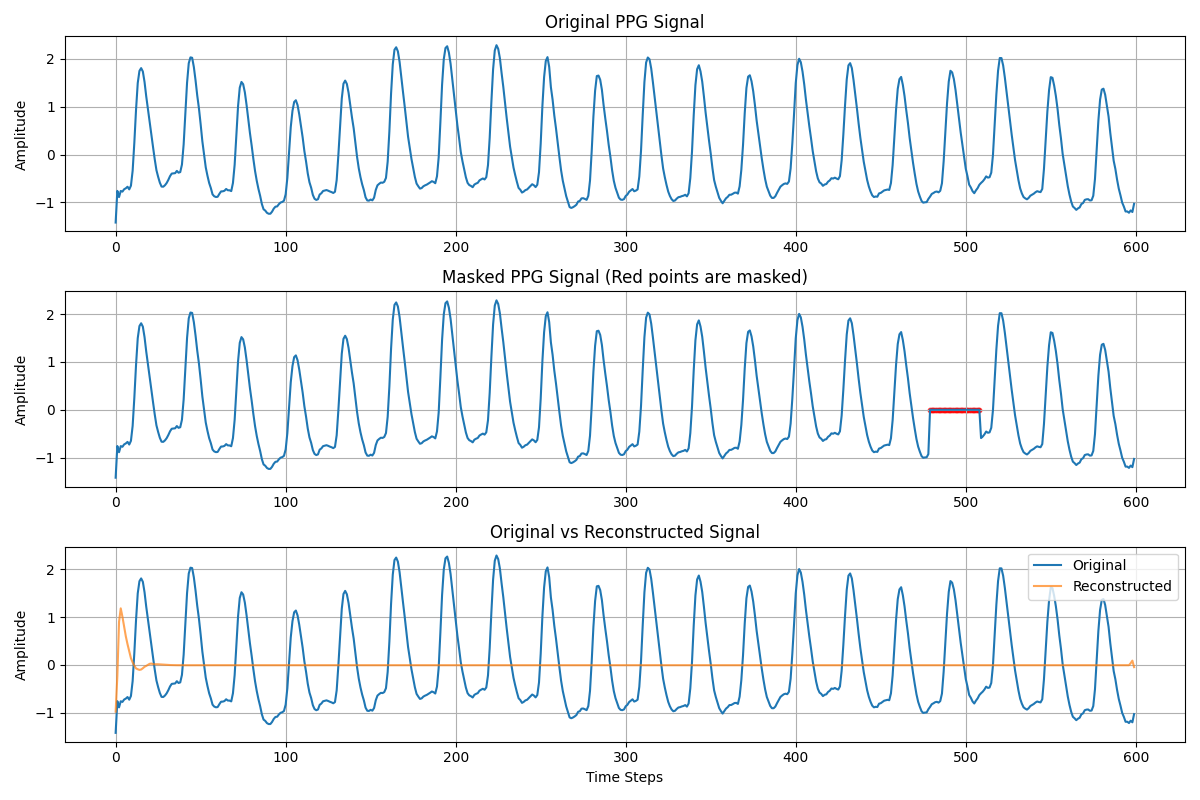 Original PPG Signal
Amplitude
2
1
0
−1
0 100 200 300 400 500 600
Masked PPG Signal (Red points are masked)
Amplitude
2
1
0
−1
0 100 200 300 400 500 600
Original vs Reconstructed Signal
Original
Reconstructed
Amplitude
2
1
0
−1
0 100 200 300 400 500 600
Time Steps